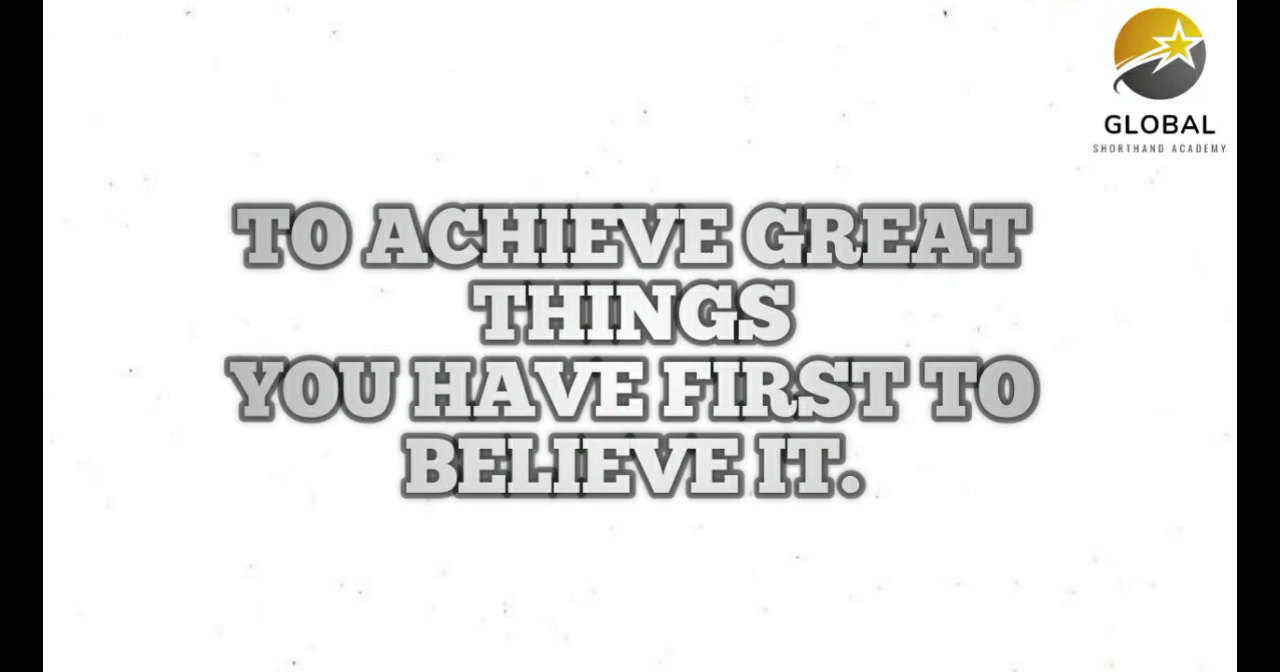 GLOBAL
SHORTHAND ACADEMY
TO ACHIEVE GREAT
THINGS
YOU HAVE FIRST TO
BELIEVE IT.